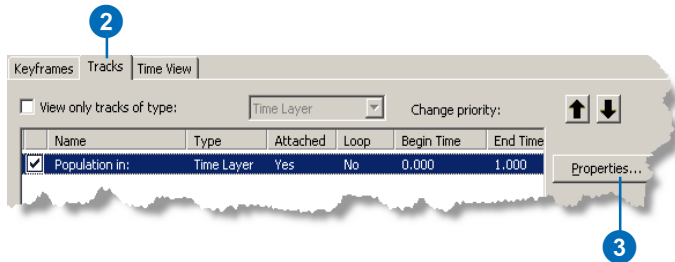 2
Keyframes Tracks Time View
View only tracks of type: Time Layer Change priority:
Name Type Attached Loop Begin Time End Time
Population in: Time Layer Yes No 0.000 1.000
Properties...
3